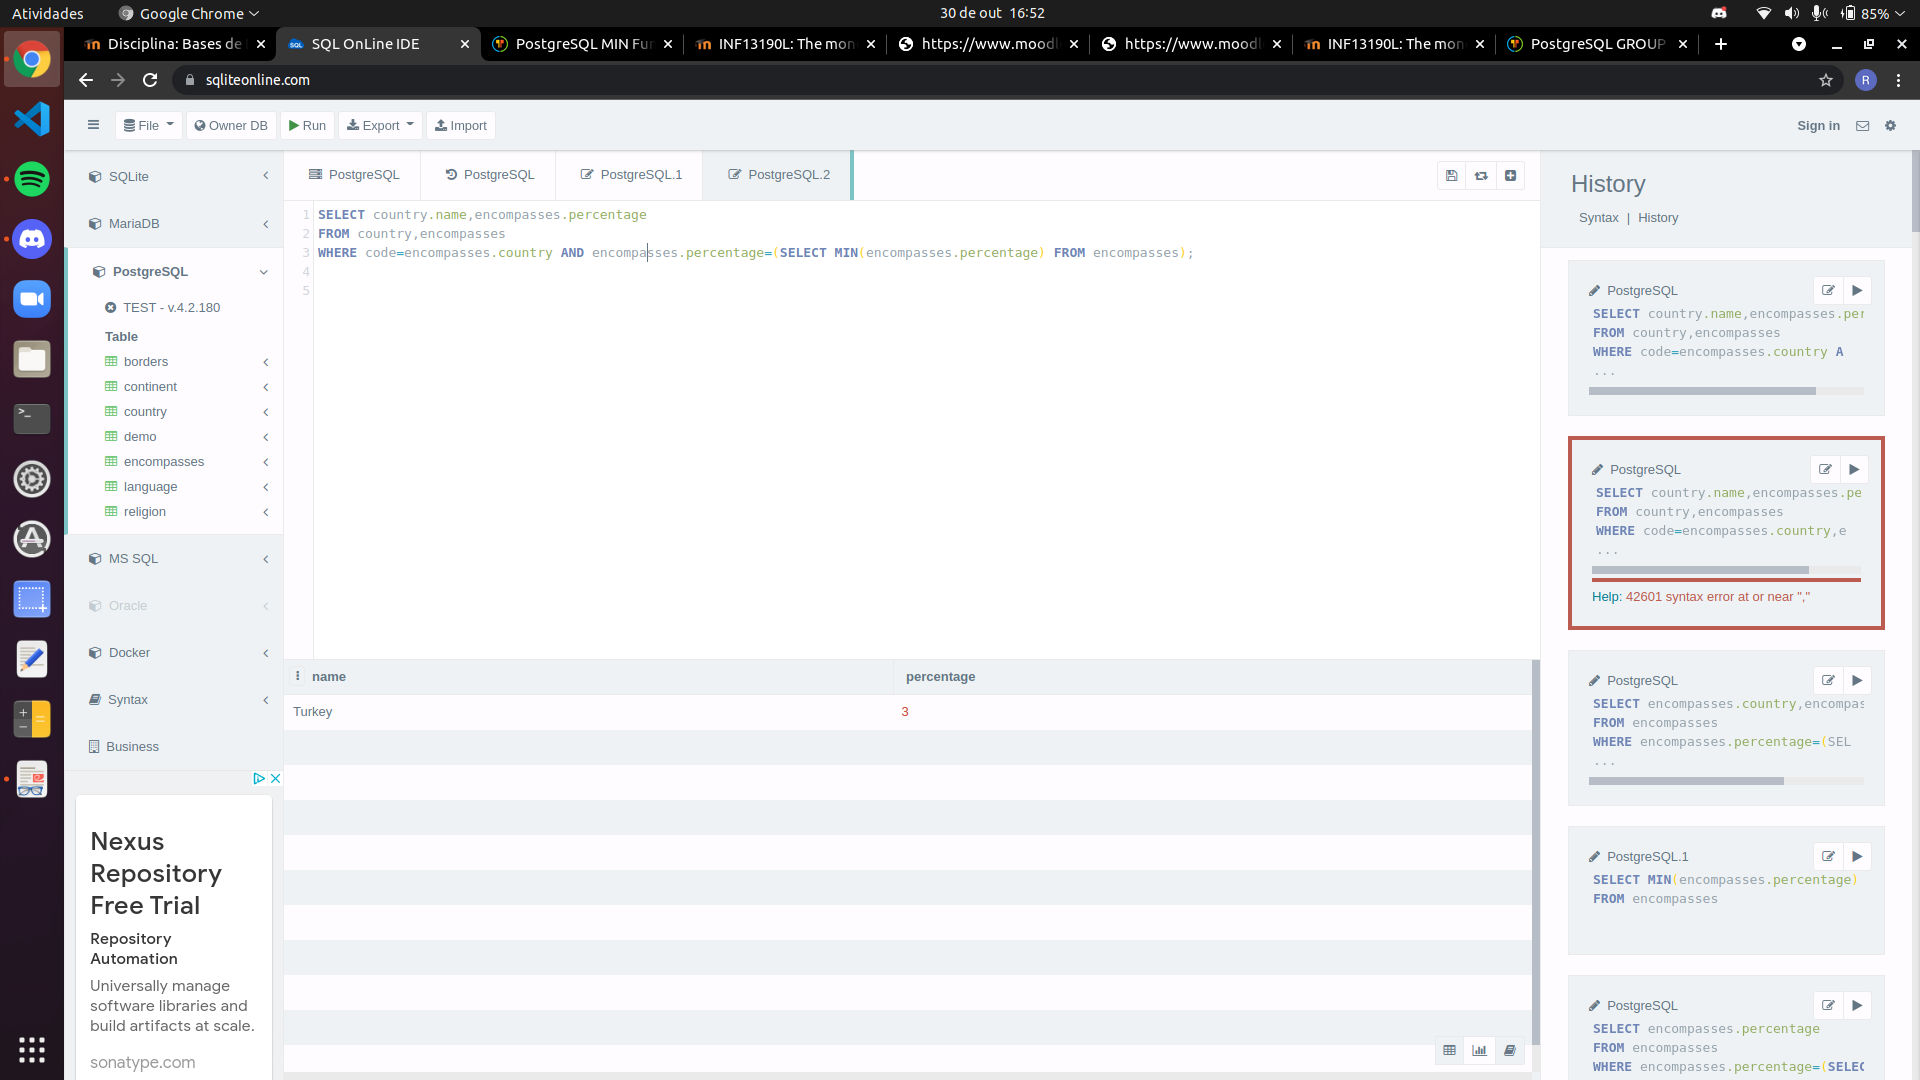 Atividades
Google Chrome
30 de out 16:52
85%
Disciplina: Bases de
SQL OnLine IDE
PostgreSQL MIN Fun
INF13190L: The mon
https://www.moodl
https://www.moodl
INF13190L: The mon
PostgreSQL GROUP
sqliteonline.com
R
File
Owner DB
Run
Export
Import
Sign in
SQLite
MariaDB
PostgreSQL
TEST - v.4.2.180
Table
borders
continent
country
demo
encompasses
language
religion
MS SQL
Oracle
Docker
Syntax
Business
Nexus
Repository
Free Trial
Repository
Automation
Universally manage
software libraries and
build artifacts at scale.
sonatype.com
PostgreSQL
PostgreSQL
PostgreSQL.1
PostgreSQL.2
1 SELECT country.name,encompasses.percentage
2 FROM country,encompasses
3 WHERE code=encompasses.country AND encompasses.percentage=(SELECT MIN(encompasses.percentage) FROM encompasses);
4
5
name percentage
Turkey 3
History
Syntax | History
PostgreSQL
SELECT country.name,encompasses.per
FROM country,encompasses
WHERE code=encompasses.country A
...
PostgreSQL
SELECT country.name,encompasses.pe
FROM country,encompasses
WHERE code=encompasses.country,e
...
Help: 42601 syntax error at or near ","
PostgreSQL
SELECT encompasses.country,encompas
FROM encompasses
WHERE encompasses.percentage=(SEL
...
PostgreSQL.1
SELECT MIN(encompasses.percentage)
FROM encompasses
PostgreSQL
SELECT encompasses.percentage
FROM encompasses
WHERE encompasses.percentage=(SELEC